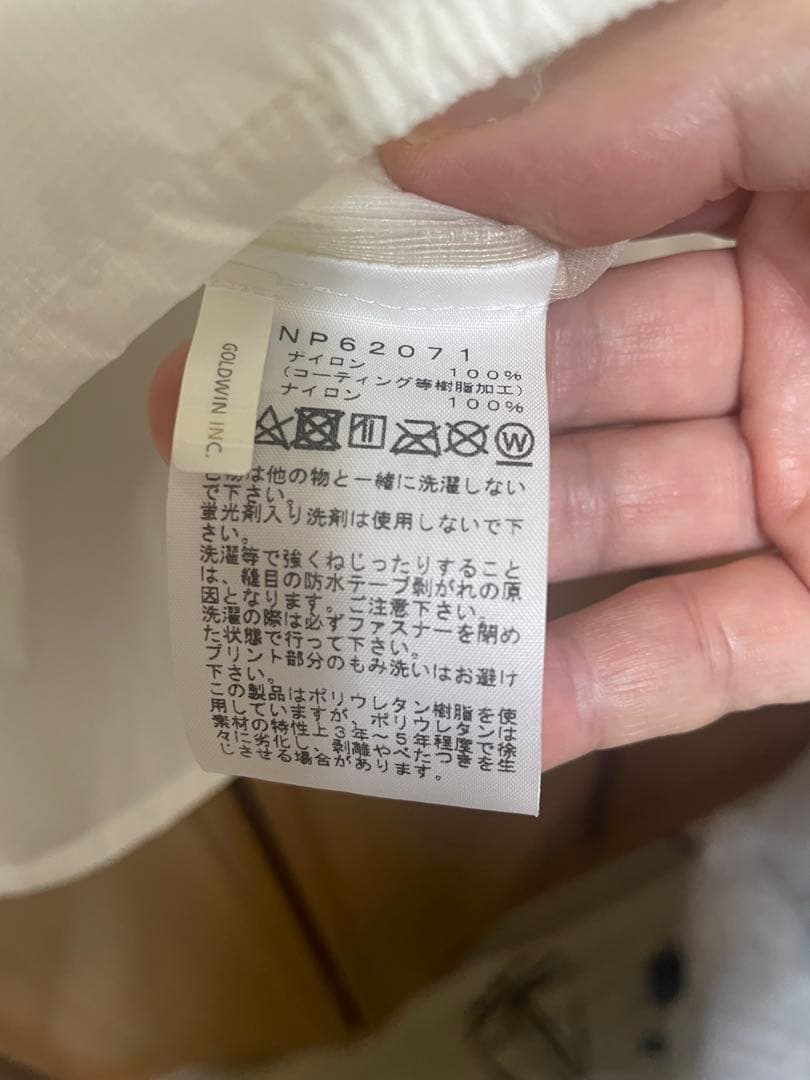 GOLDWIN INC.
NP62071
ナイロン 100%
(コーティング等樹脂加工)
ナイロン 100%
W
物は他の物と一緒に洗濯しない
で下さい。
蛍光剤入り洗剤は使用しないで下
さい。
洗濯等で強くねじったりすること
は、縫目の防水テープ剥がれの原
因となります。ご注意下さい。
洗濯の際は必ずファスナーを閉め
た状態で行って下さい。
プリント部分のもみ洗いはお避け
下さい。
この製品はポリウレタン樹脂を使
用していますが、ポリウレタンは
素材の特性上3年～5年程度で徐
々に劣化し、剥離やべたつきを生
じさせる場合があります。